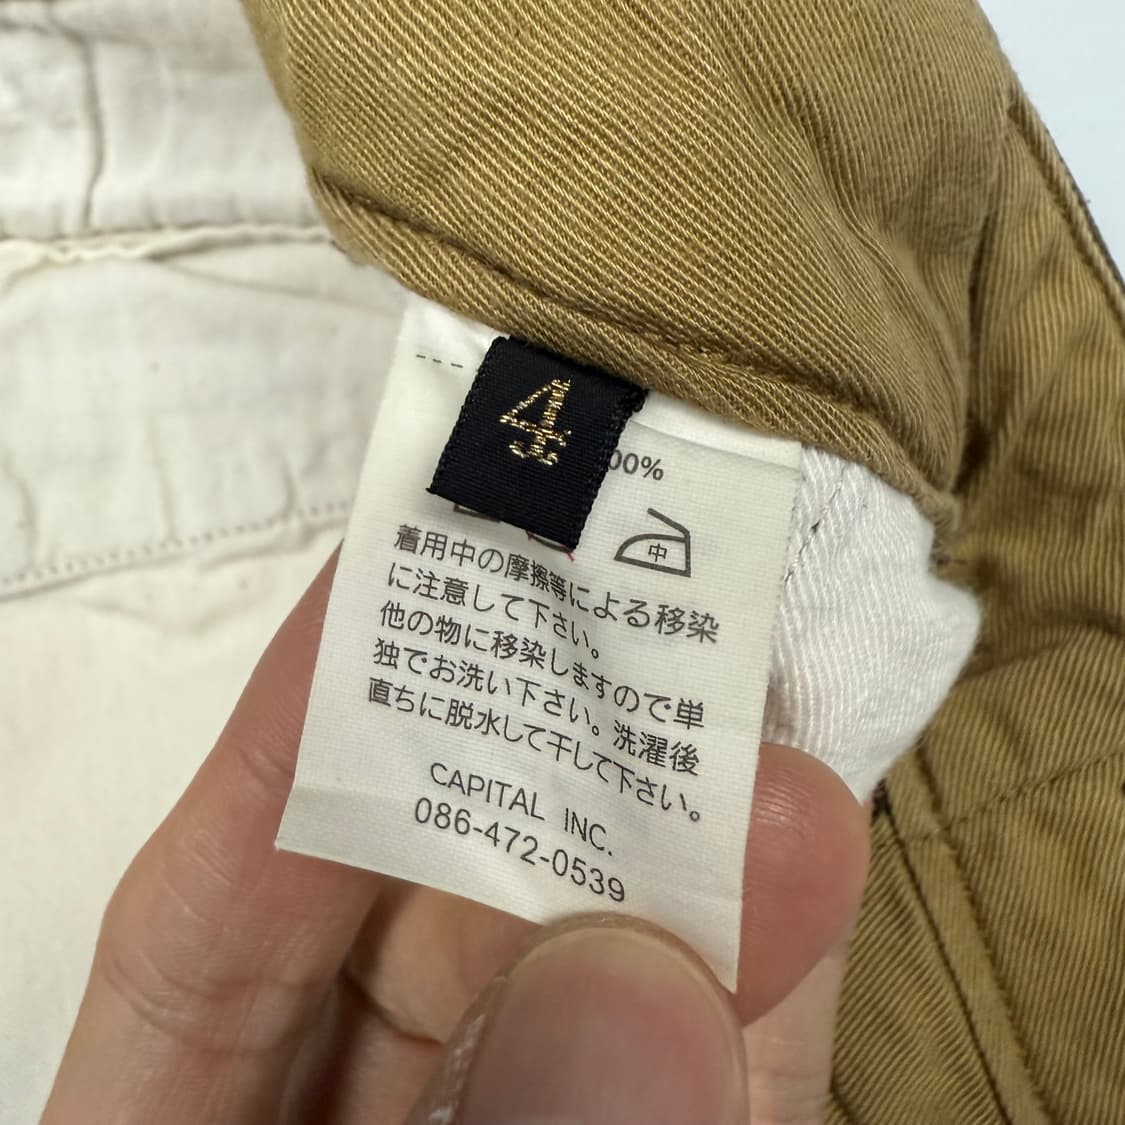 4
00%
中
着用中の摩擦等による移染
に注意して下さい。
他の物に移染しますので単
独でお洗い下さい。洗濯後
直ちに脱水して干して下さい。
CAPITAL INC.
086-472-0539